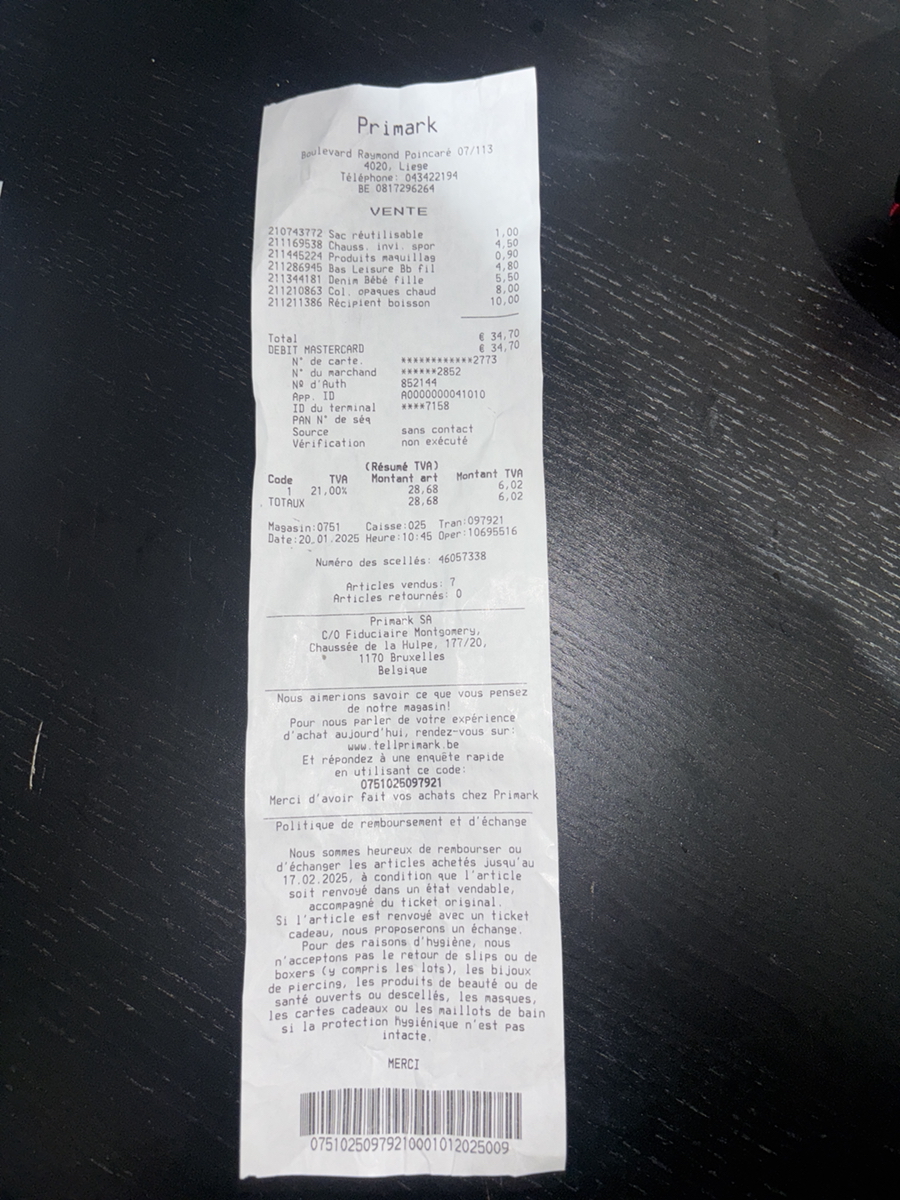 Primark
Boulevard Raymond Poincaré 07/113
4020, Liege
Téléphone: 043422194
BE 0817296264
VENTE
210743772 Sac réutilisable 1,00
211169538 Chauss. invi. spor 4,50
211445224 Produits maquillag 0,90
211286945 Bas Leisure Bb fil 4,80
211344181 Denim Bébé fille 5,50
211210863 Col. opaques chaud 8,00
211211386 Récipient boisson 10,00
Total € 34,70
DEBIT MASTERCARD € 34,70
N° de carte. ************2773
N° du marchand ******2852
Nº d'Auth 852144
App. ID A0000000041010
ID du terminal ****7158
PAN N° de séq
Source sans contact
Vérification non exécuté
(Résumé TVA)
Code TVA Montant art Montant TVA
1 21,00% 28,68 6,02
TOTAUX 28,68 6,02
Magasin:0751 Caisse:025 Tran:097921
Date:20.01.2025 Heure:10:45 Oper:10695516
Numéro des scellés: 46057338
Articles vendus: 7
Articles retournés: 0
Primark SA
C/O Fiduciaire Montgomery,
Chaussée de la Hulpe, 177/20,
1170 Bruxelles
Belgique
Nous aimerions savoir ce que vous pensez
de notre magasin!
Pour nous parler de votre expérience
d'achat aujourd'hui, rendez-vous sur:
www.tellprimark.be
Et répondez à une enquête rapide
en utilisant ce code:
0751025097921
Merci d'avoir fait vos achats chez Primark
Politique de remboursement et d'échange
Nous sommes heureux de rembourser ou
d'échanger les articles achetés jusqu'au
17.02.2025, à condition que l'article
soit renvoyé dans un état vendable,
accompagné du ticket original.
Si l'article est renvoyé avec un ticket
cadeau, nous proposerons un échange.
Pour des raisons d'hygiène, nous
n'acceptons pas le retour de slips ou de
boxers (y compris les lots), les bijoux
de piercing, les produits de beauté ou de
santé ouverts ou descellés, les masques,
les cartes cadeaux ou les maillots de bain
si la protection hygiénique n'est pas
intacte.
MERCI
07510250979210001012025009